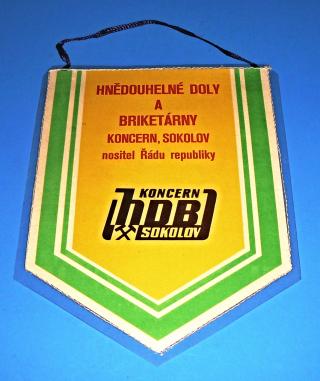 HNĚDOUHELNÉ DOLY
A
BRIKETÁRNY
KONCERN, SOKOLOV
nositel Řádu republiky
KONCERN
HDB
SOKOLOV